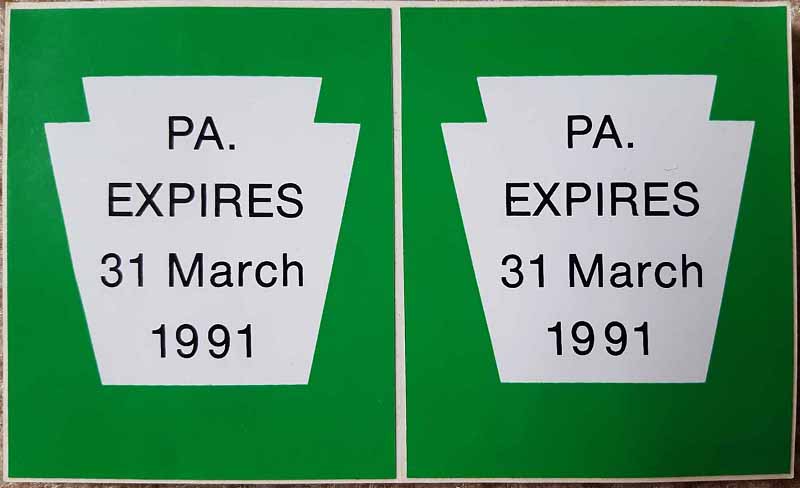 PA.
EXPIRES
31 March
1991
PA.
EXPIRES
31 March
1991